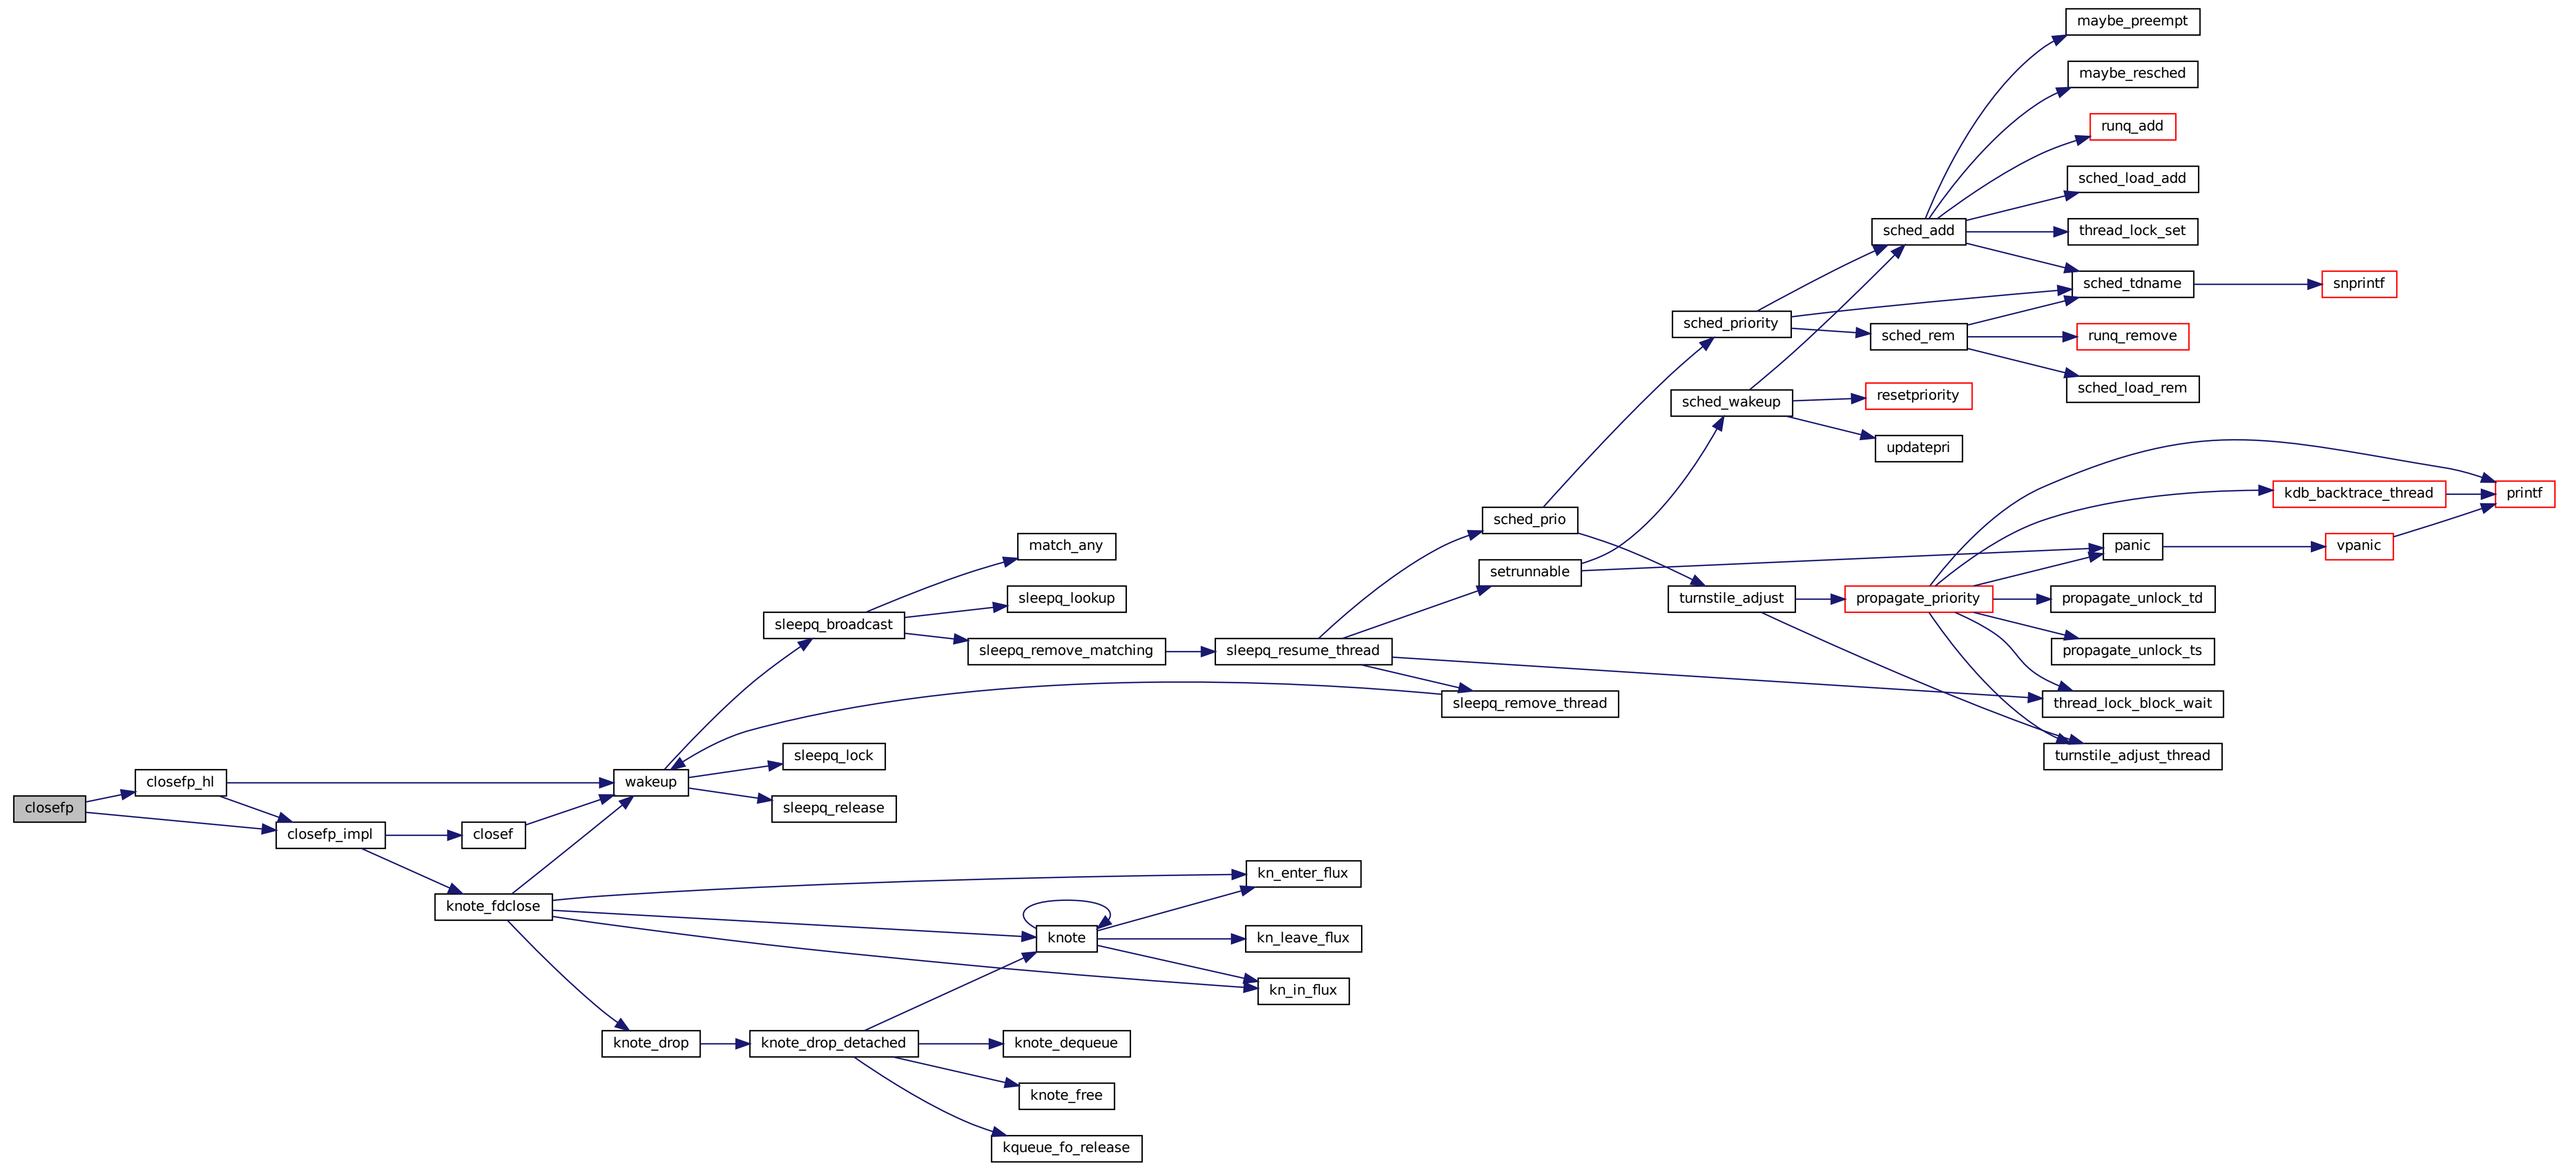 maybe_preempt
maybe_resched
runq_add
sched_load_add
sched_add
thread_lock_set
sched_tdname
snprintf
sched_priority
sched_rem
runq_remove
sched_load_rem
sched_wakeup
resetpriority
updatepri
kdb_backtrace_thread
printf
sched_prio
match_any
panic
vpanic
setrunnable
sleepq_lookup
turnstile_adjust
propagate_priority
propagate_unlock_td
sleepq_broadcast
sleepq_remove_matching
sleepq_resume_thread
propagate_unlock_ts
sleepq_remove_thread
thread_lock_block_wait
sleepq_lock
turnstile_adjust_thread
closefp_hl
wakeup
closefp
sleepq_release
closefp_impl
closef
kn_enter_flux
knote_fdclose
knote
kn_leave_flux
kn_in_flux
knote_drop
knote_drop_detached
knote_dequeue
knote_free
kqueue_fo_release